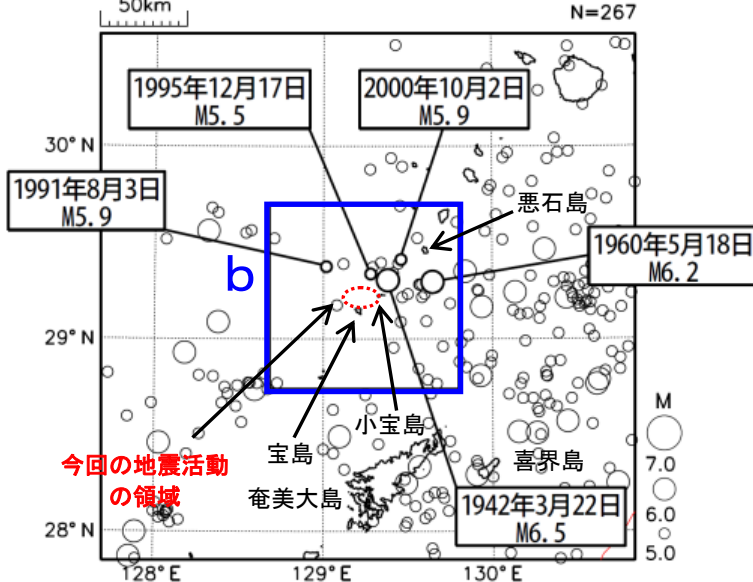 50km
N=267
1995年12月17日
M5.5
2000年10月2日
M5.9
30°N
1991年8月3日
M5.9
悪石島
1960年5月18日
M6.2
b
29°N
小宝島
宝島
今回の地震活動
の領域
奄美大島
喜界島
M
7.0
6.0
5.0
1942年3月22日
M6.5
28°N
128°E
129°E
130°E